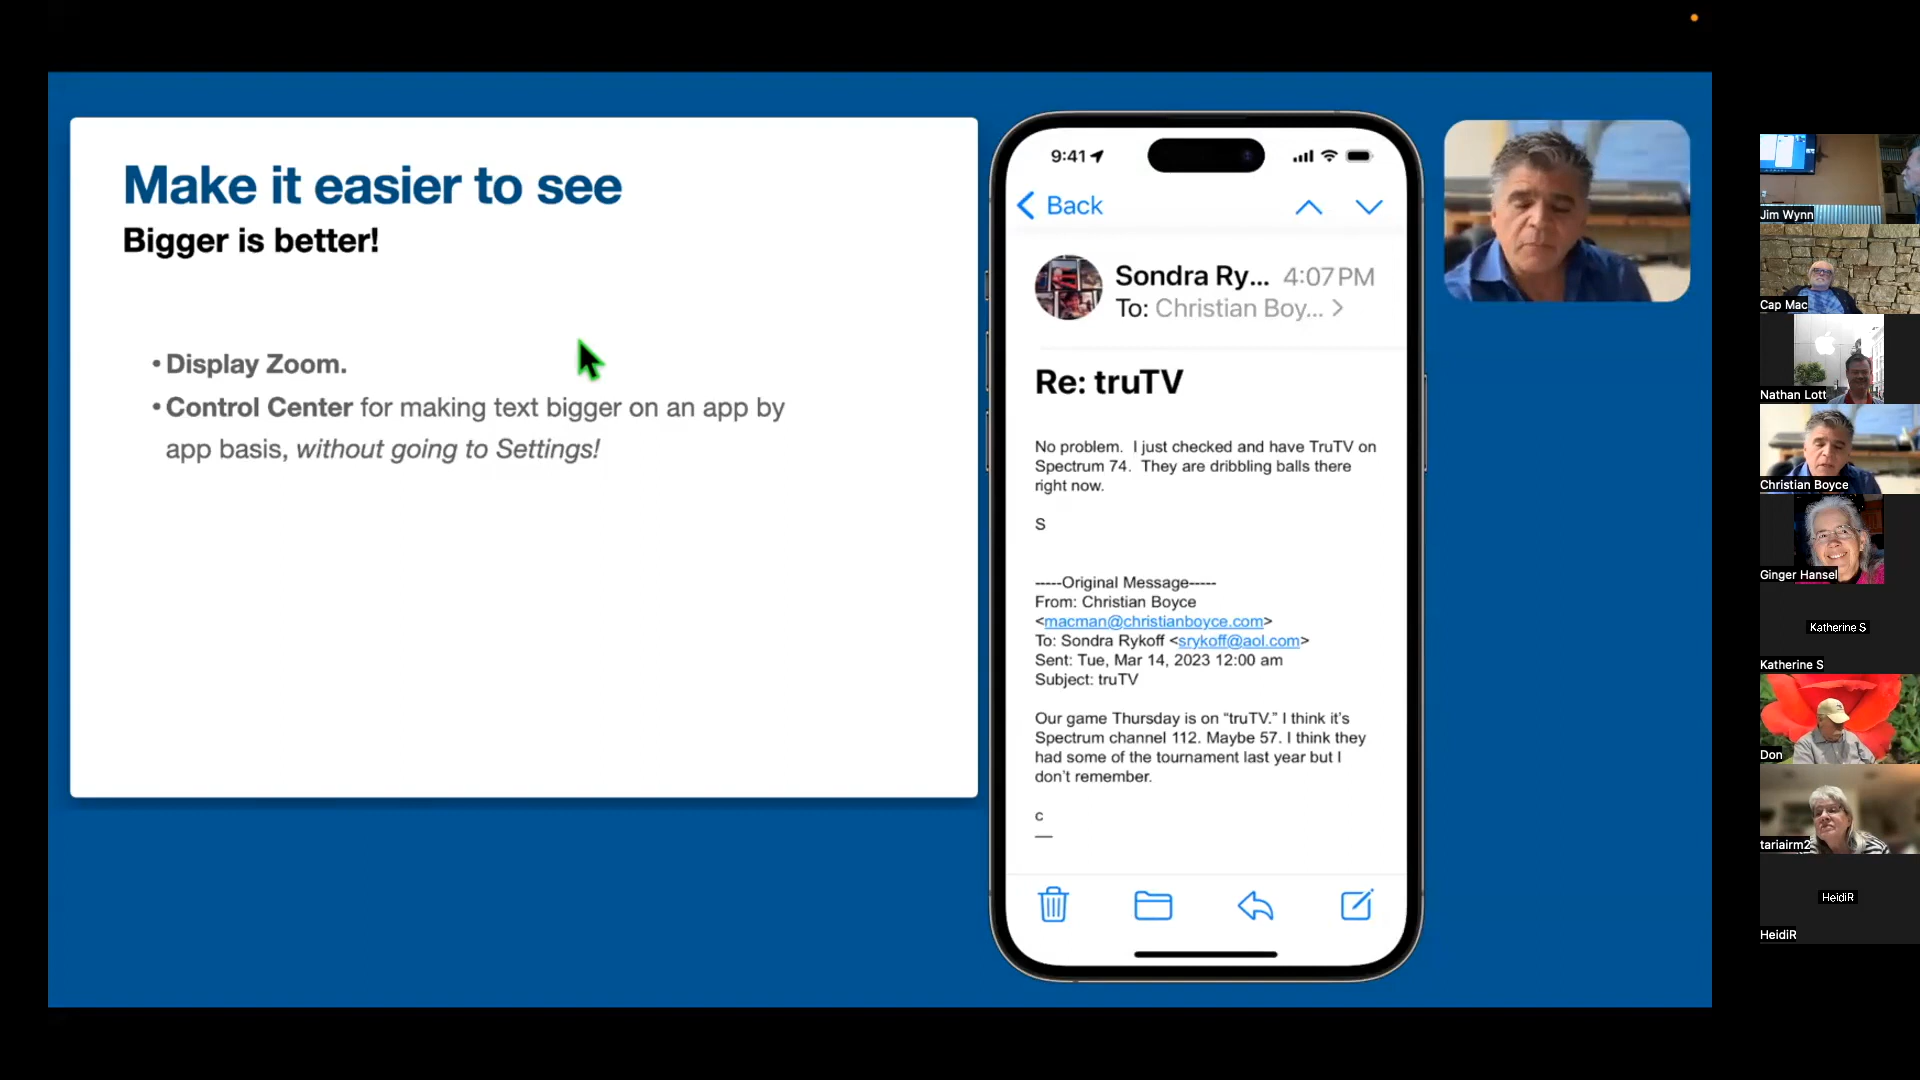 Make it easier to see
Bigger is better!
• Display Zoom.
• Control Center for making text bigger on an app by
app basis, without going to Settings!
9:41
Back
Sondra Ry... 4:07 PM
To: Christian Boy...
Re: truTV
No problem.  I just checked and have TruTV on
Spectrum 74.  They are dribbling balls there
right now.
S
-----Original Message-----
From: Christian Boyce
<macman@christianboyce.com>
To: Sondra Rykoff <srykoff@aol.com>
Sent: Tue, Mar 14, 2023 12:00 am
Subject: truTV
Our game Thursday is on “truTV.” I think it’s
Spectrum channel 112. Maybe 57. I think they
had some of the tournament last year but I
don’t remember.
c
—
Jim Wynn
Cap Mac
Nathan Lott
Christian Boyce
Ginger Hansel
Katherine S
Katherine S
Don
tariairm2
HeidiR
HeidiR